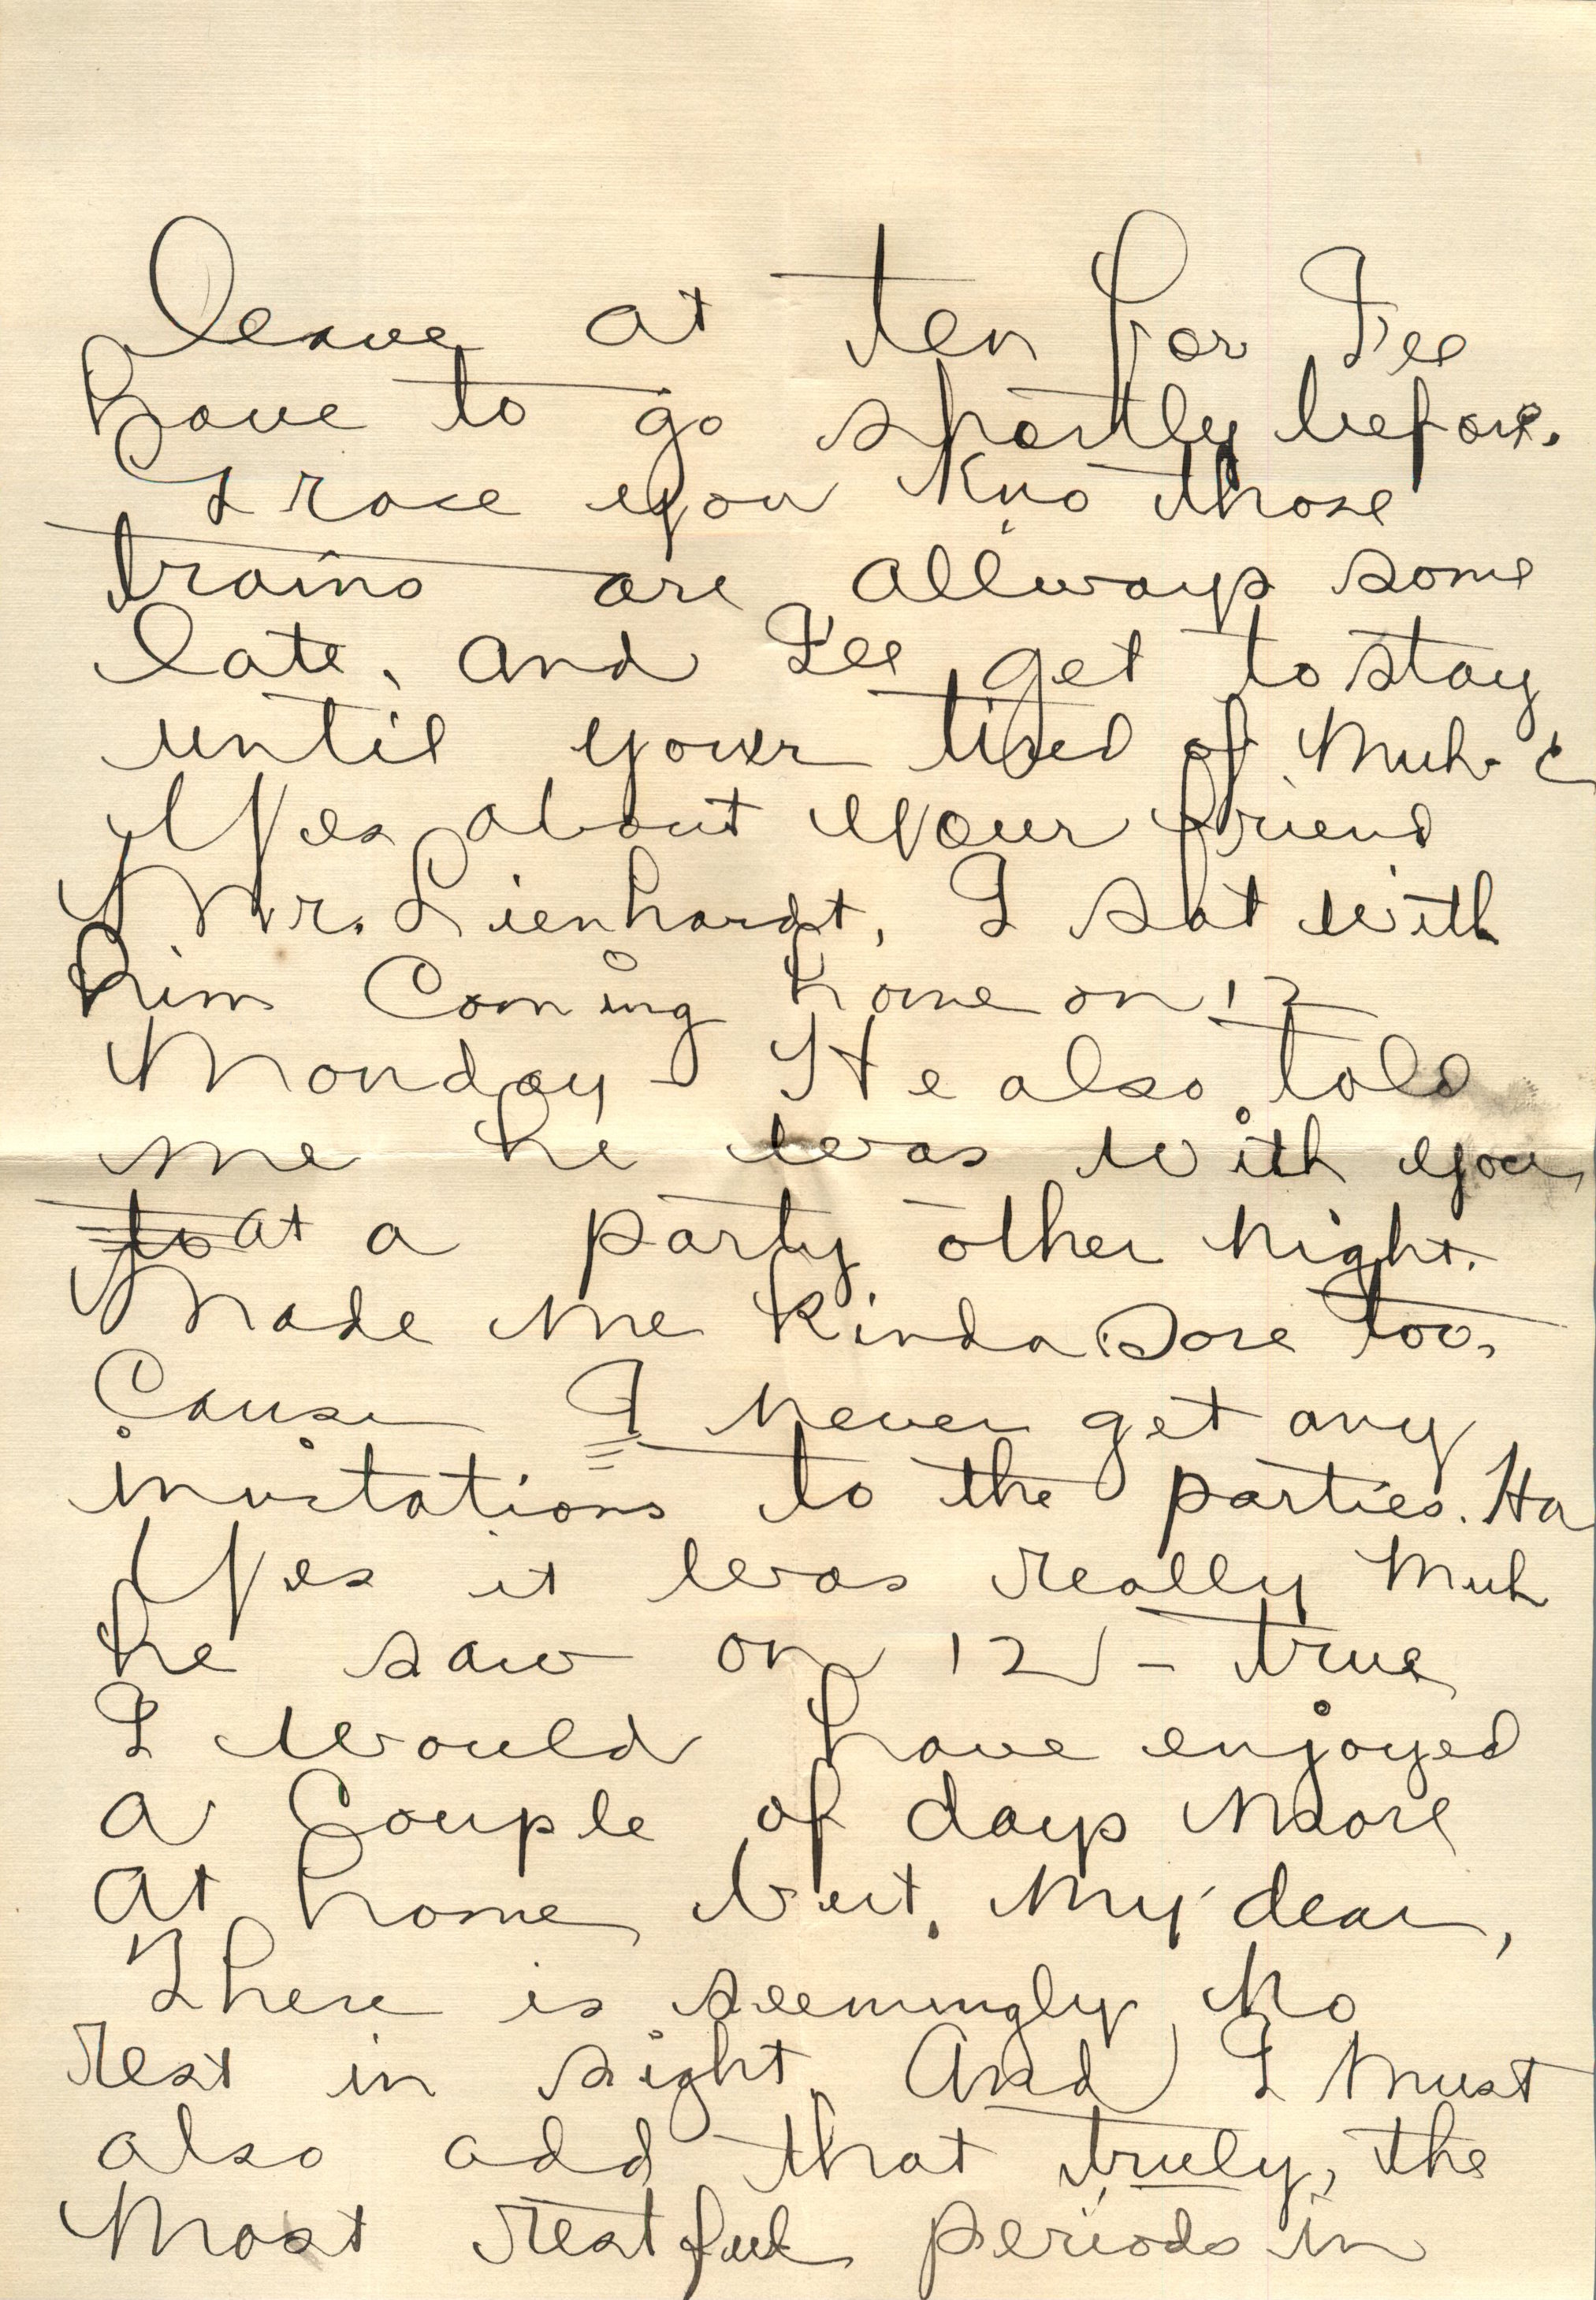 leave at ten for I'll
have to go shortly before.
Grace you kno those
trains are allways some
late, and I'll get to stay
until your tired of Muh.
Yes about your friend
Mr. Lienhardt, I sat with
him coming home on 12
Monday - He also told
me he was with you
to at a party other night.
Made me kinda sore too,
Cause I never get any
invitations to the parties. Ha
Yes it was really Muh
he saw on 12 - true
I would have enjoyed
a couple of days more
at home but, my dear,
There is seemingly no
rest in sight. And I must
also add that truly, the
most restful periods in